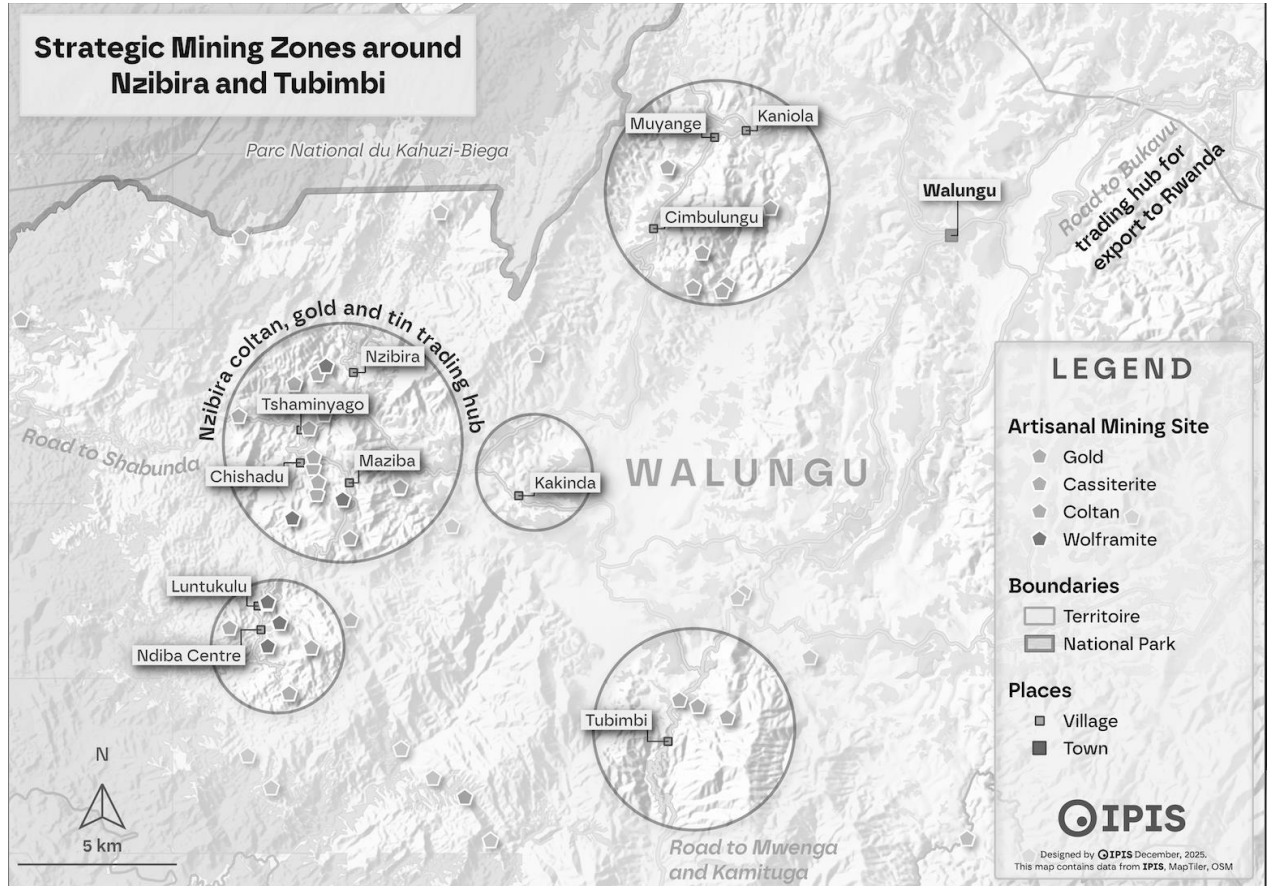 Strategic Mining Zones around
Nzibira and Tubimbi
Parc National du Kahuzi-Biega
Muyange
Kaniola
Cimbulungu
Walungu
Road to Bukavu
trading hub for
export to Rwanda
Nzibira coltan, gold and tin trading hub
Nzibira
Tshaminyago
Chishadu
Maziba
Road to Shabunda
Kakinda
WALUNGU
Luntukulu
Ndiba Centre
Tubimbi
Road to Mwenga
and Kamituga
N
5 km
LEGEND
Artisanal Mining Site
Gold
Cassiterite
Coltan
Wolframite
Boundaries
Territoire
National Park
Places
Village
Town
IPIS
Designed by IPIS December, 2025.
This map contains data from IPIS, MapTiler, OSM